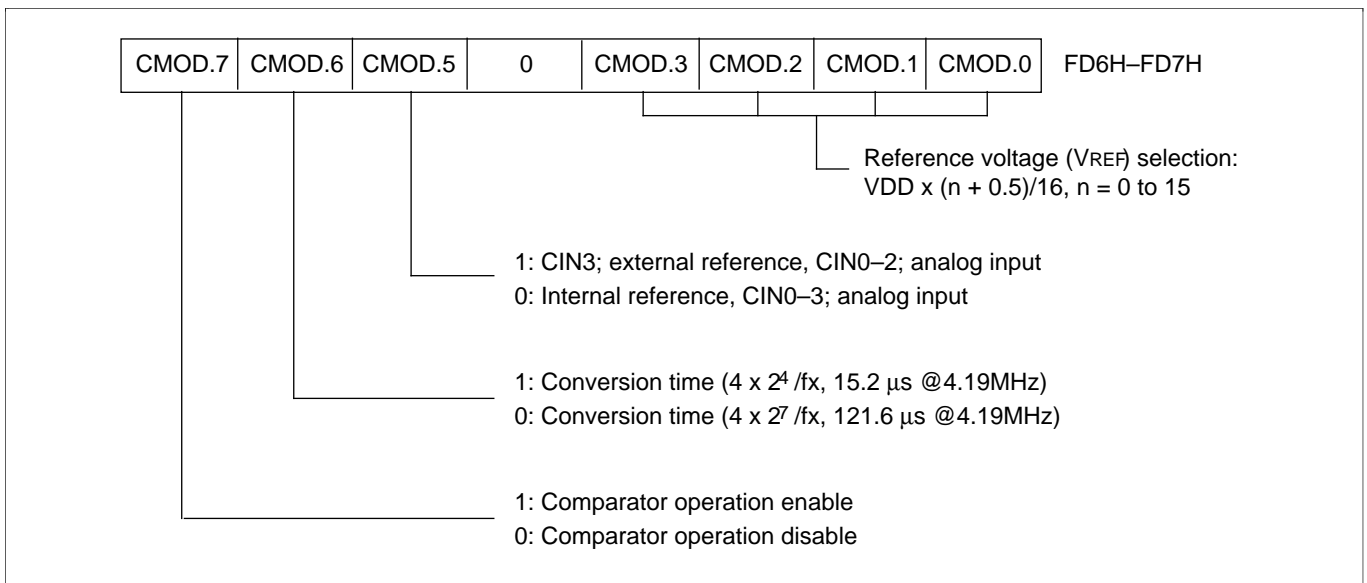 CMOD.7 CMOD.6 CMOD.5 0 CMOD.3 CMOD.2 CMOD.1 CMOD.0 FD6H–FD7H
Reference voltage (VREF) selection:
VDD x (n + 0.5)/16, n = 0 to 15
1: CIN3; external reference, CIN0–2; analog input
0: Internal reference, CIN0–3; analog input
1: Conversion time (4 x 2⁴ /fx, 15.2 µs @4.19MHz)
0: Conversion time (4 x 2⁷ /fx, 121.6 µs @4.19MHz)
1: Comparator operation enable
0: Comparator operation disable